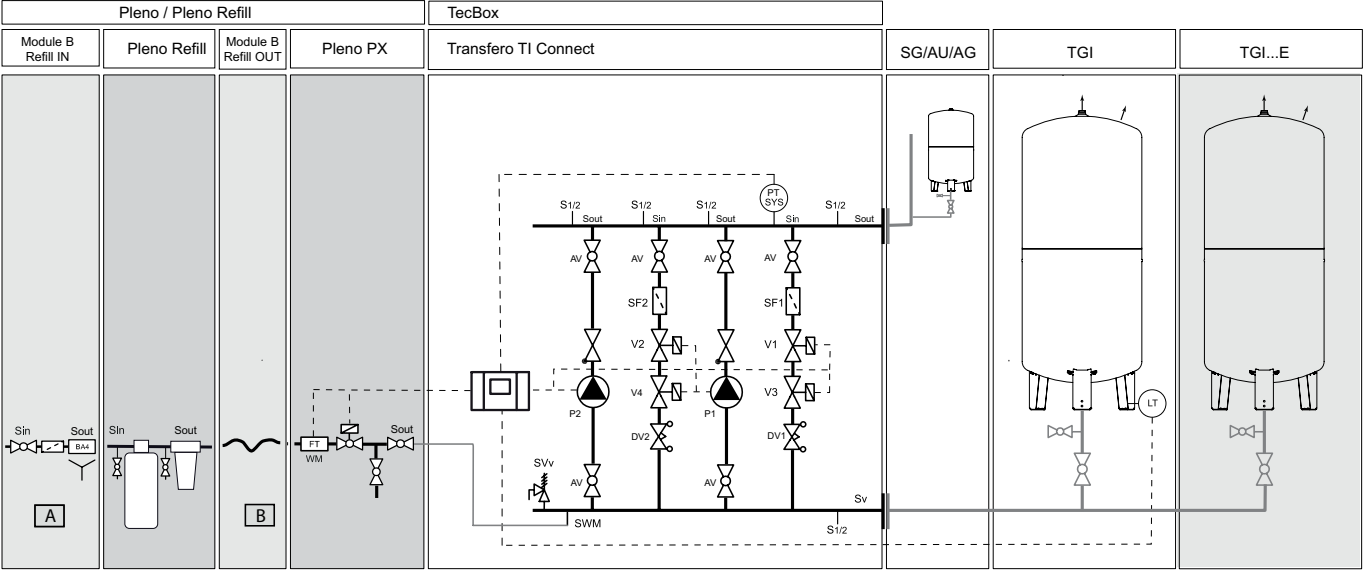 Pleno / Pleno Refill
TecBox
Module B
Refill IN
Pleno Refill
Module B
Refill OUT
Pleno PX
Transfero TI Connect
SG/AU/AG
TGI
TGI...E
PT
SYS
S1/2
S1/2
S1/2
S1/2
Sout
Sin
Sout
Sin
Sout
AV
AV
AV
AV
SF2
SF1
V2
V1
V4
V3
P2
P1
LT
Sin
Sout
BA4
SIn
Sout
FT
WM
Sout
DV2
DV1
SVv
AV
AV
Sv
A
B
SWM
S1/2